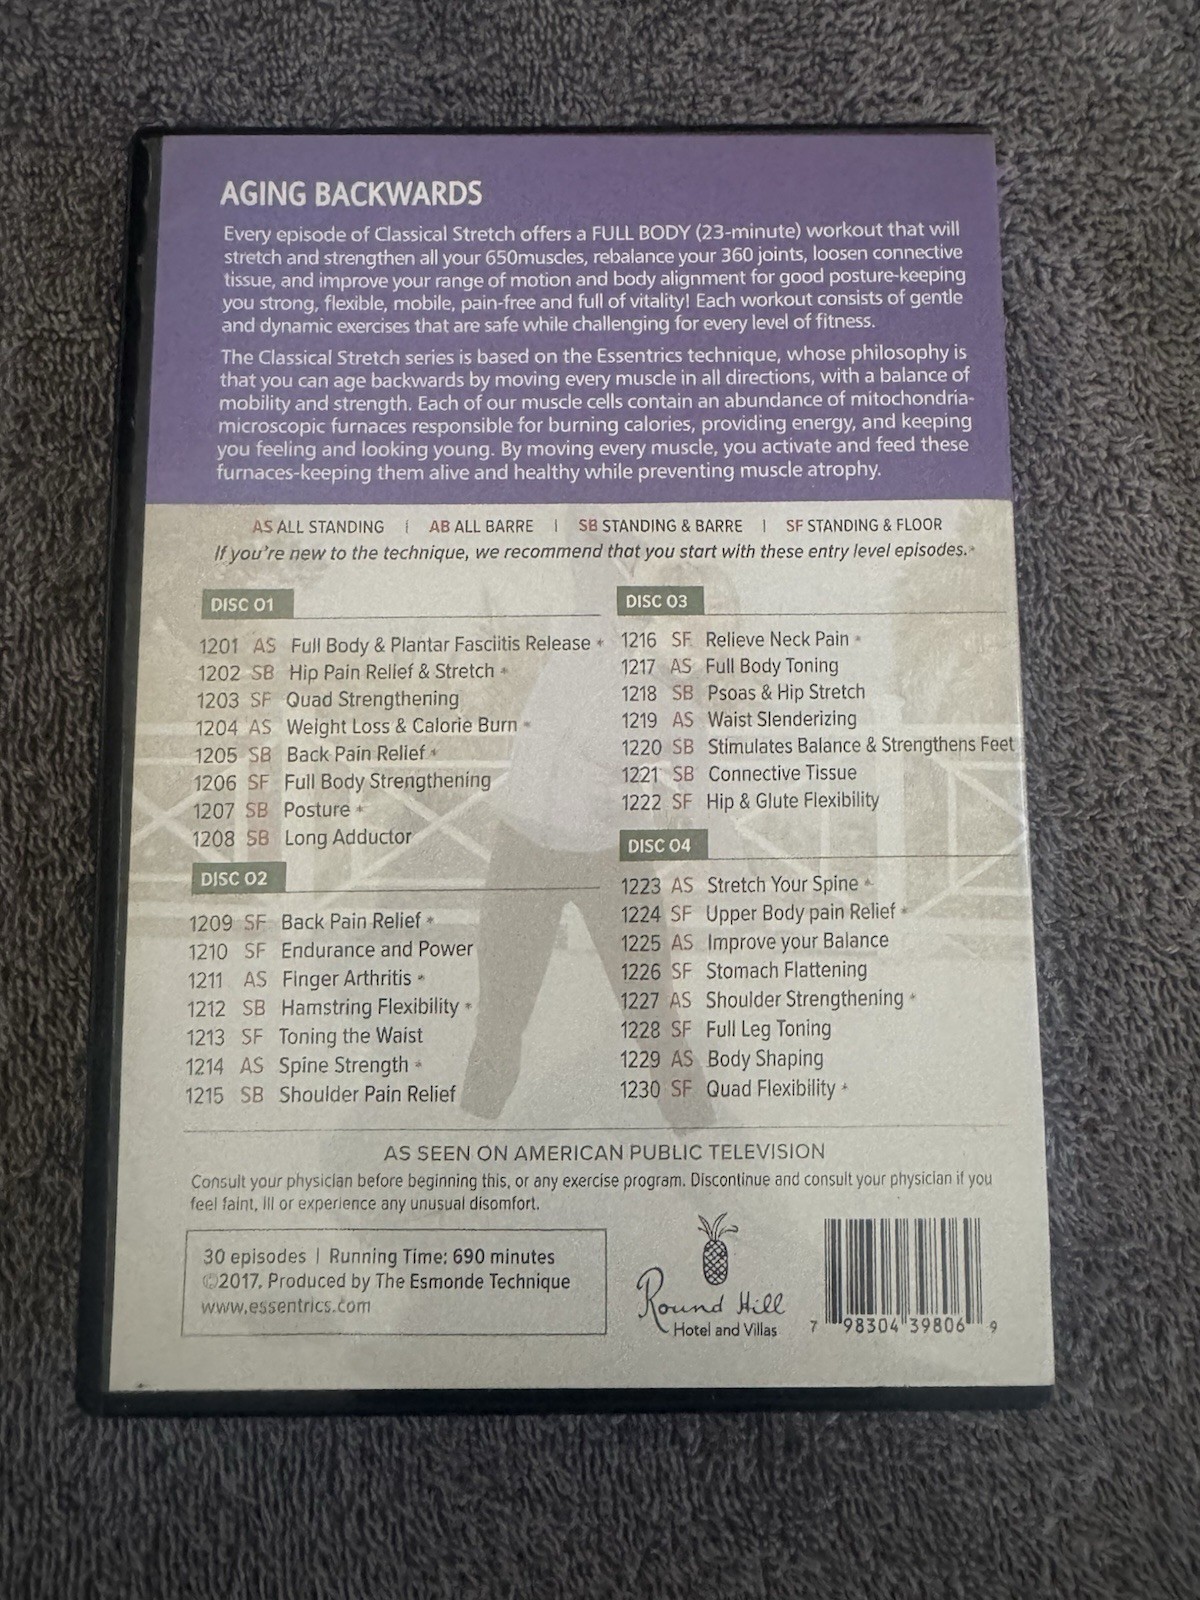 AGING BACKWARDS
Every episode of Classical Stretch offers a FULL BODY (23-minute) workout that will
stretch and strengthen all your 650muscles, rebalance your 360 joints, loosen connective
tissue, and improve your range of motion and body alignment for good posture-keeping
you strong, flexible, mobile, pain-free and full of vitality! Each workout consists of gentle
and dynamic exercises that are safe while challenging for every level of fitness.
The Classical Stretch series is based on the Essentrics technique, whose philosophy is
that you can age backwards by moving every muscle in all directions, with a balance of
mobility and strength. Each of our muscle cells contain an abundance of mitochondria-
microscopic furnaces responsible for burning calories, providing energy, and keeping
you feeling and looking young. By moving every muscle, you activate and feed these
furnaces-keeping them alive and healthy while preventing muscle atrophy.
AS ALL STANDING | AB ALL BARRE | SB STANDING & BARRE | SF STANDING & FLOOR
If you're new to the technique, we recommend that you start with these entry level episodes.*
DISC 01
1201 AS Full Body & Plantar Fasciitis Release *
1202 SB Hip Pain Relief & Stretch *
1203 SF Quad Strengthening
1204 AS Weight Loss & Calorie Burn *
1205 SB Back Pain Relief *
1206 SF Full Body Strengthening
1207 SB Posture *
1208 SB Long Adductor
DISC 02
1209 SF Back Pain Relief *
1210 SF Endurance and Power
1211 AS Finger Arthritis *
1212 SB Hamstring Flexibility *
1213 SF Toning the Waist
1214 AS Spine Strength *
1215 SB Shoulder Pain Relief
DISC 03
1216 SF Relieve Neck Pain *
1217 AS Full Body Toning
1218 SB Psoas & Hip Stretch
1219 AS Waist Slenderizing
1220 SB Stimulates Balance & Strengthens Feet
1221 SB Connective Tissue
1222 SF Hip & Glute Flexibility
DISC 04
1223 AS Stretch Your Spine *
1224 SF Upper Body pain Relief *
1225 AS Improve your Balance
1226 SF Stomach Flattening
1227 AS Shoulder Strengthening *
1228 SF Full Leg Toning
1229 AS Body Shaping
1230 SF Quad Flexibility *
AS SEEN ON AMERICAN PUBLIC TELEVISION
Consult your physician before beginning this, or any exercise program. Discontinue and consult your physician if you
feel faint, ill or experience any unusual disomfort.
30 episodes | Running Time: 690 minutes
©2017, Produced by The Esmonde Technique
www.essentrics.com
Round Hill
Hotel and Villas
7 98304 39806 9